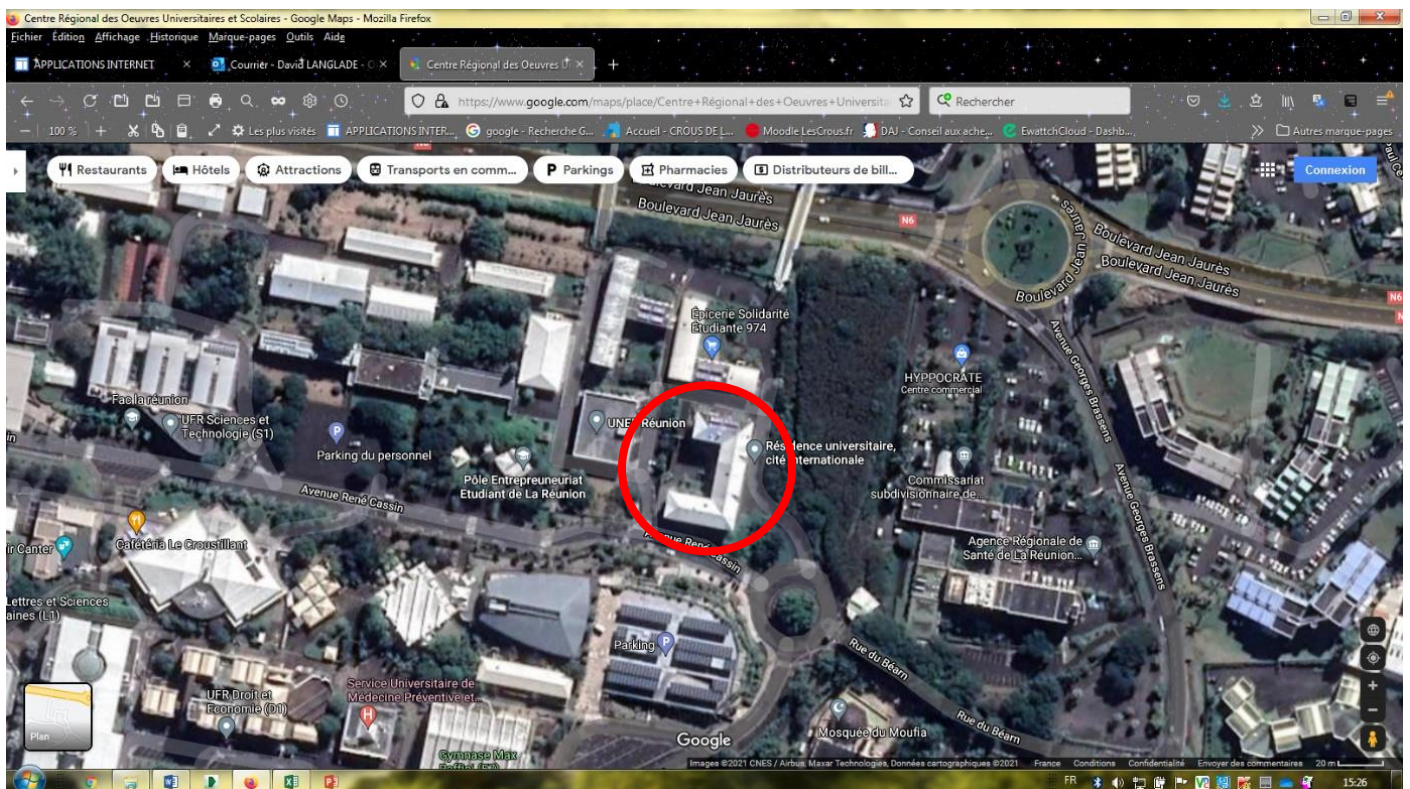 Centre Régional des Oeuvres Universitaires et Scolaires - Google Maps - Mozilla Firefox
Fichier Édition Affichage Historique Marque-pages Outils Aide
APPLICATIONS INTERNET
Courrier - David LANGLADE -
Centre Régional des Oeuvres
https://www.google.com/maps/place/Centre+Régional+des+Oeuvres+Universita
Rechercher
100 %
Les plus visités
APPLICATIONS INTER...
google - Recherche G...
Accueil - CROUS DE L...
Moodle LesCrous.fr
DAJ - Conseil aux ache...
EwattchCloud - Dashb...
Autres marque-pages
Restaurants
Hôtels
Attractions
Transports en comm...
Parkings
Pharmacies
Distributeurs de bill...
Connexion
Boulevard Jean Jaurès
Boulevard Jean Jaurès
N6
Boulevard Jean Jaurès
Boulevard Jean Jaurès
Boulevard Jean Jaurès
N6
Épicerie Solidarité
Étudiante 974
HYPPOCRATE
Centre commercial
Avenue Georges Brassens
Facila réunion
UFR Sciences et
Technologie (S1)
UNEF Réunion
Parking du personnel
Résidence universitaire,
cité internationale
Pôle Entrepreuneuriat
Etudiant de La Réunion
Commissariat
subdivisionnaire de...
Avenue René Cassin
Avenue Georges Brassens
Cafétéria Le Croustillant
Avenue René Cassin
Agence Régionale de
Santé de La Réunion...
Lettres et Sciences
Parking
Rue du Béarn
Service Universitaire de
Médecine Préventive et...
UFR Droit et
Economie (D1)
Plan
Mosquée du Moufia
Rue du Béarn
Google
Gymnase Max
Images ©2021 CNES / Airbus, Maxar Technologies, Données cartographiques ©2021
France
Conditions
Confidentialité
Envoyer des commentaires
20 m
FR
15:26